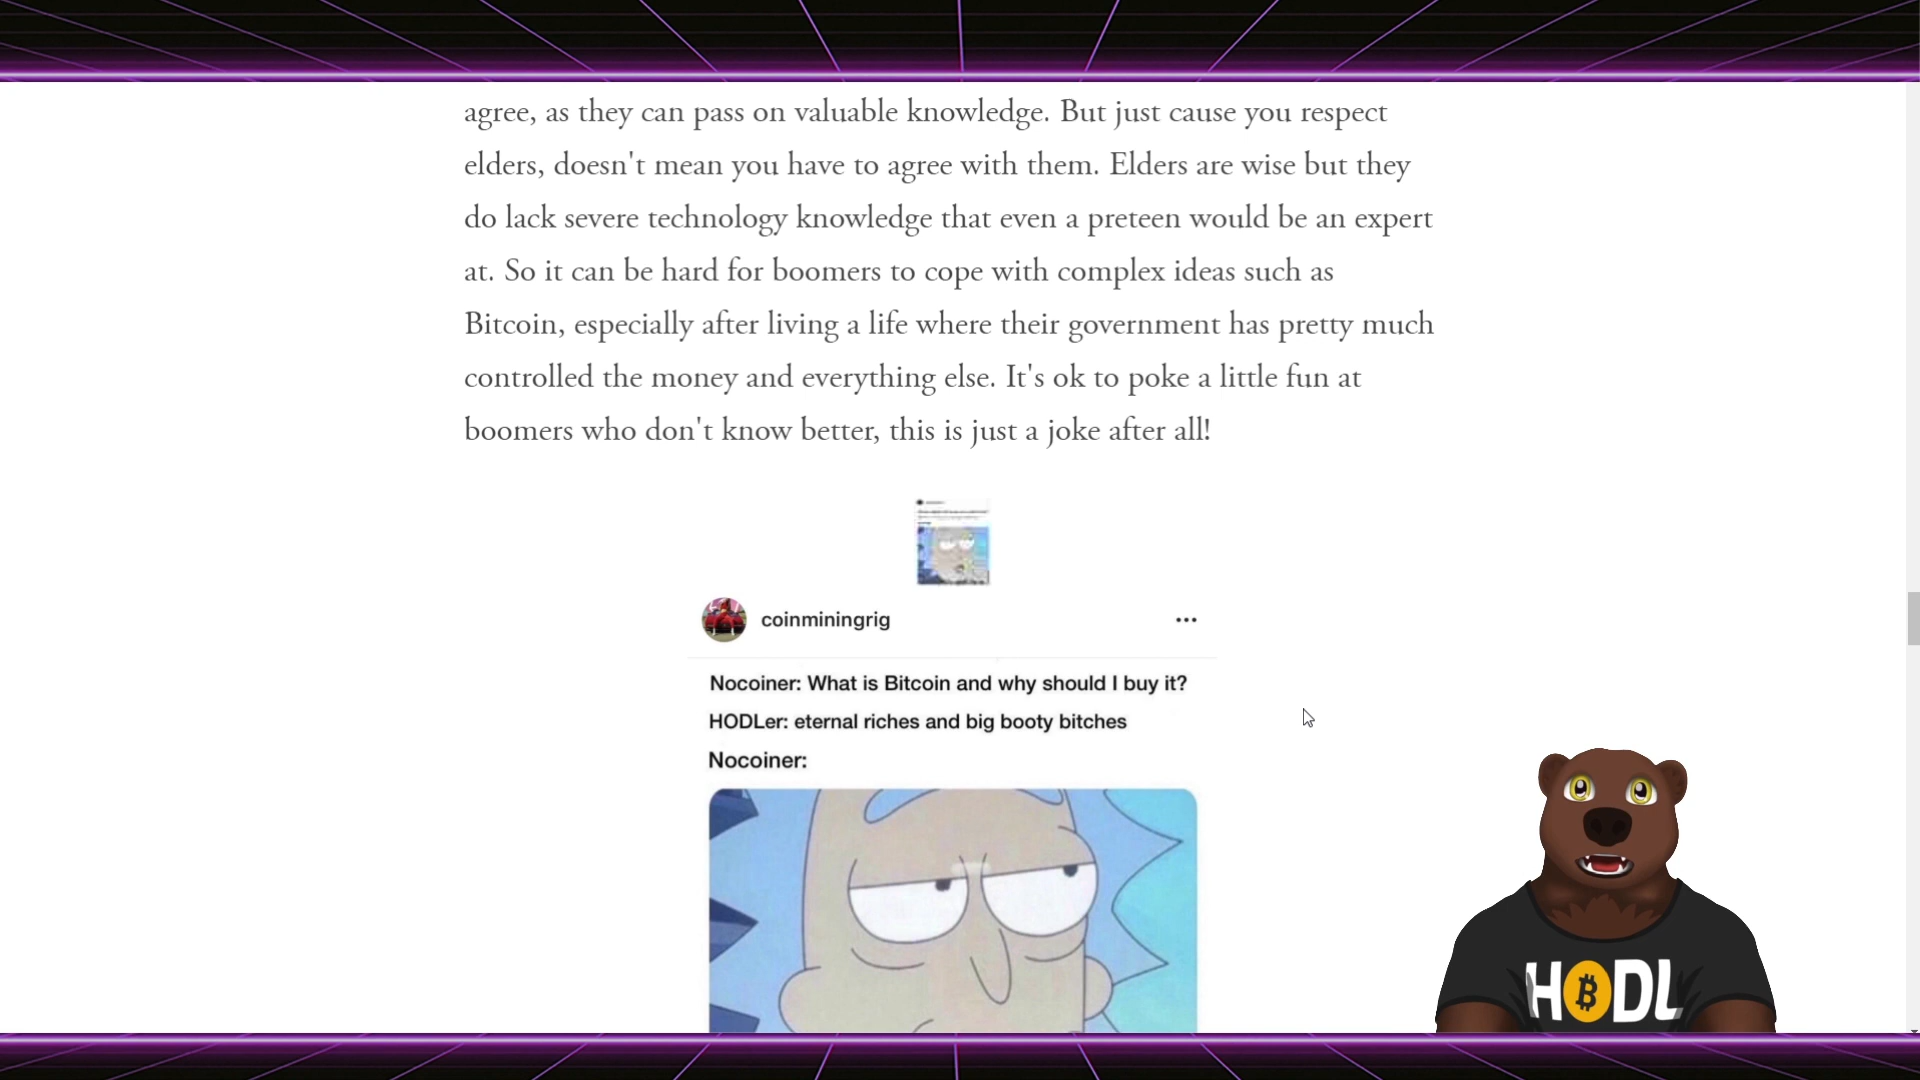 agree, as they can pass on valuable knowledge. But just cause you respect
elders, doesn't mean you have to agree with them. Elders are wise but they
do lack severe technology knowledge that even a preteen would be an expert
at. So it can be hard for boomers to cope with complex ideas such as
Bitcoin, especially after living a life where their government has pretty much
controlled the money and everything else. It's ok to poke a little fun at
boomers who don't know better, this is just a joke after all!
coinminingrig
Nocoiner: What is Bitcoin and why should I buy it?
HODLer: eternal riches and big booty bitches
Nocoiner:
HODL